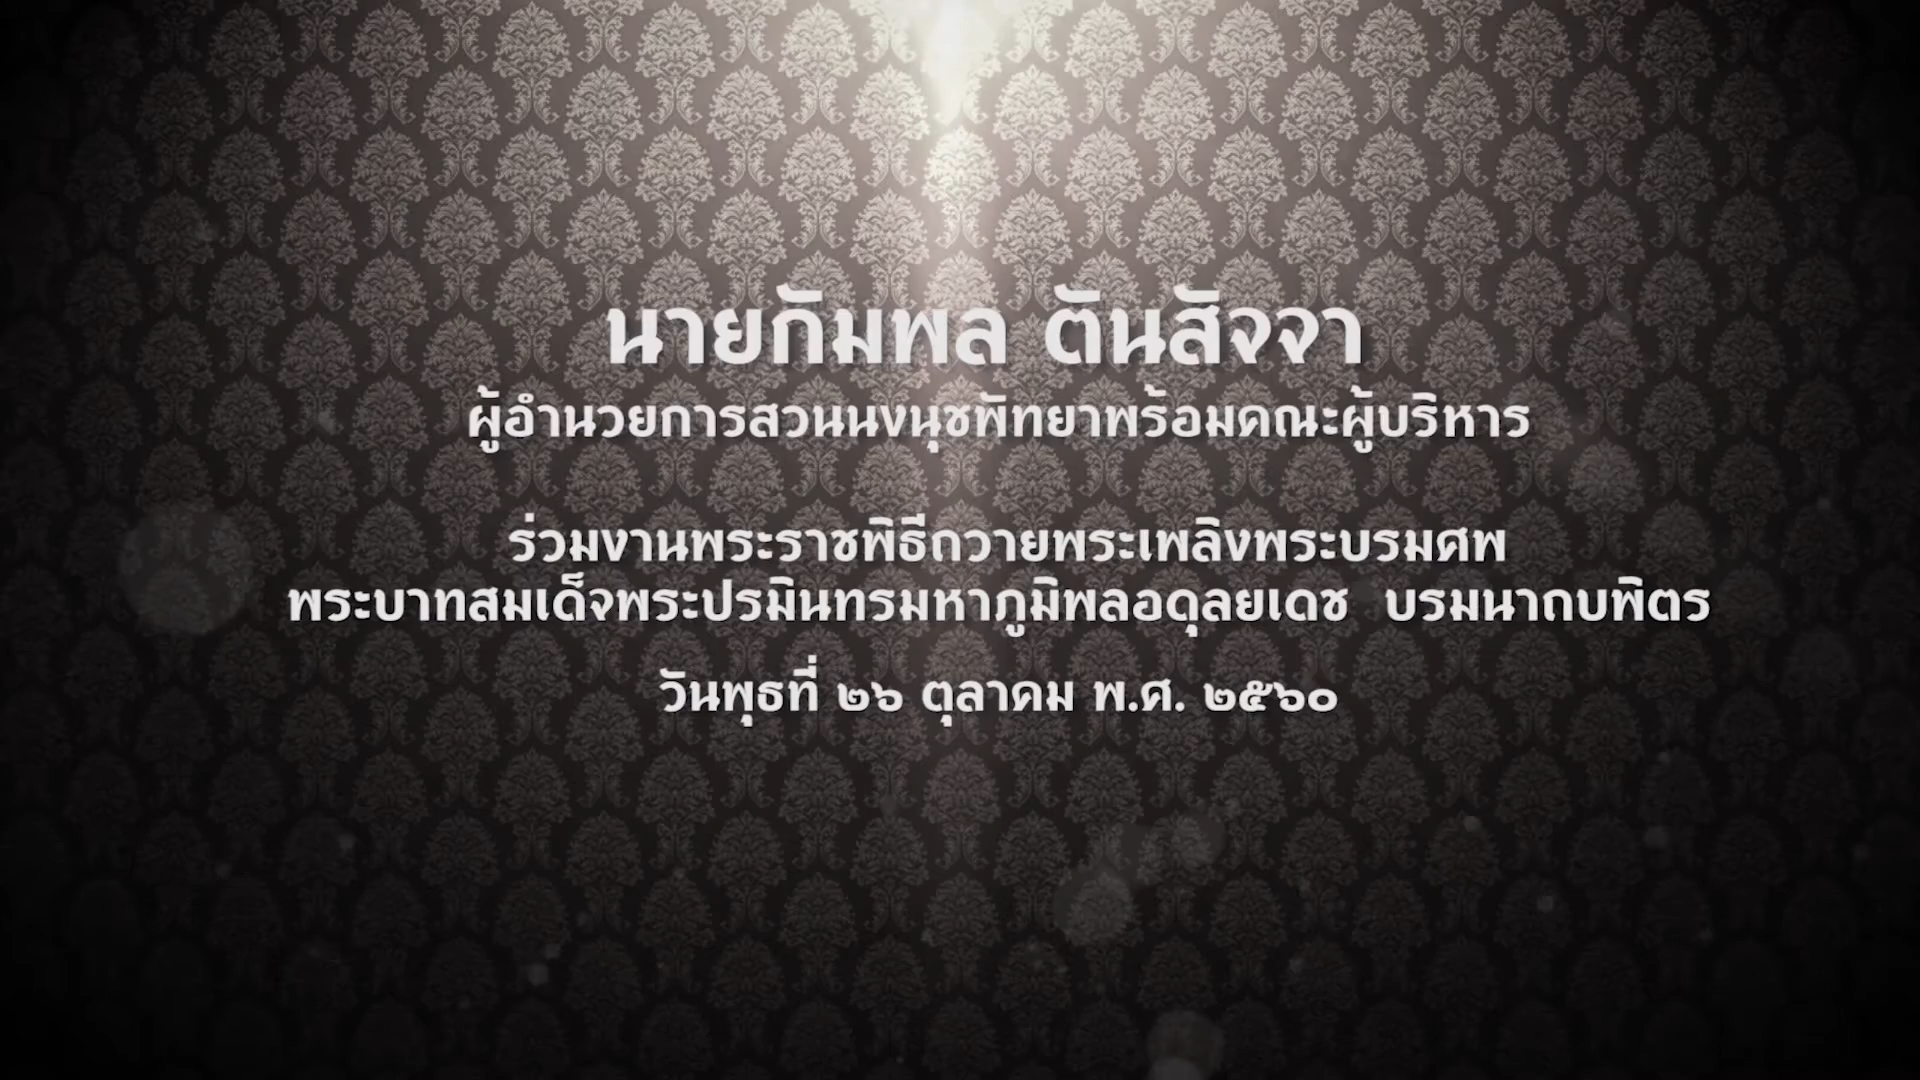 นายกัมพล ตันสัจจา
ผู้อำนวยการสวนนงนุชพัทยาพร้อมคณะผู้บริหาร
ร่วมงานพระราชพิธีถวายพระเพลิงพระบรมศพ
พระบาทสมเด็จพระปรมินทรมหาภูมิพลอดุลยเดช บรมนาถบพิตร
วันพุธที่ ๒๖ ตุลาคม พ.ศ. ๒๕๖๐